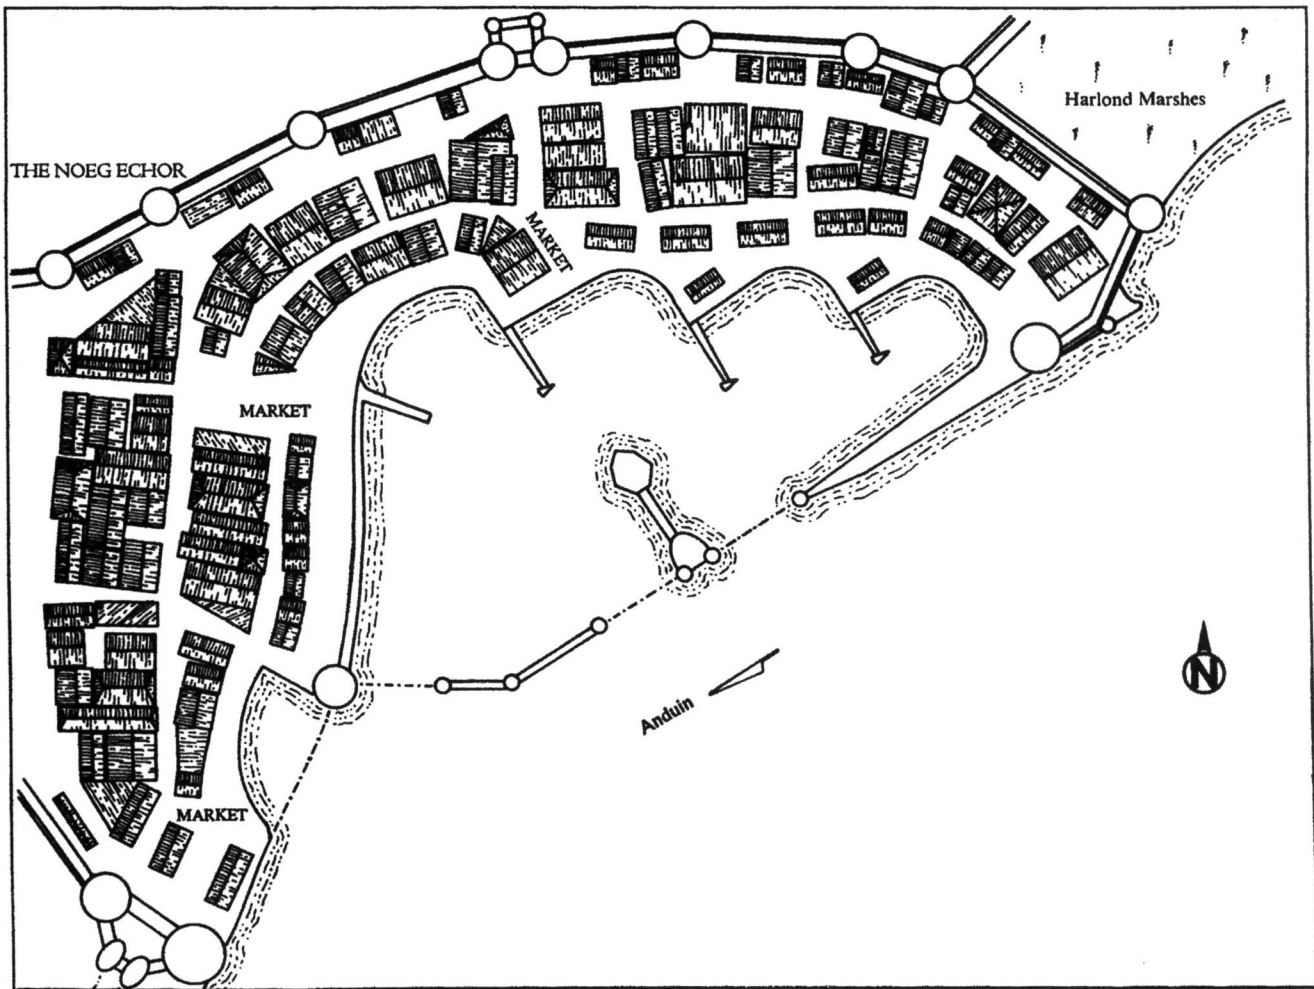 Harlond Marshes
THE NOEG ECHOR
MARKET
MARKET
Anduin
N
MARKET